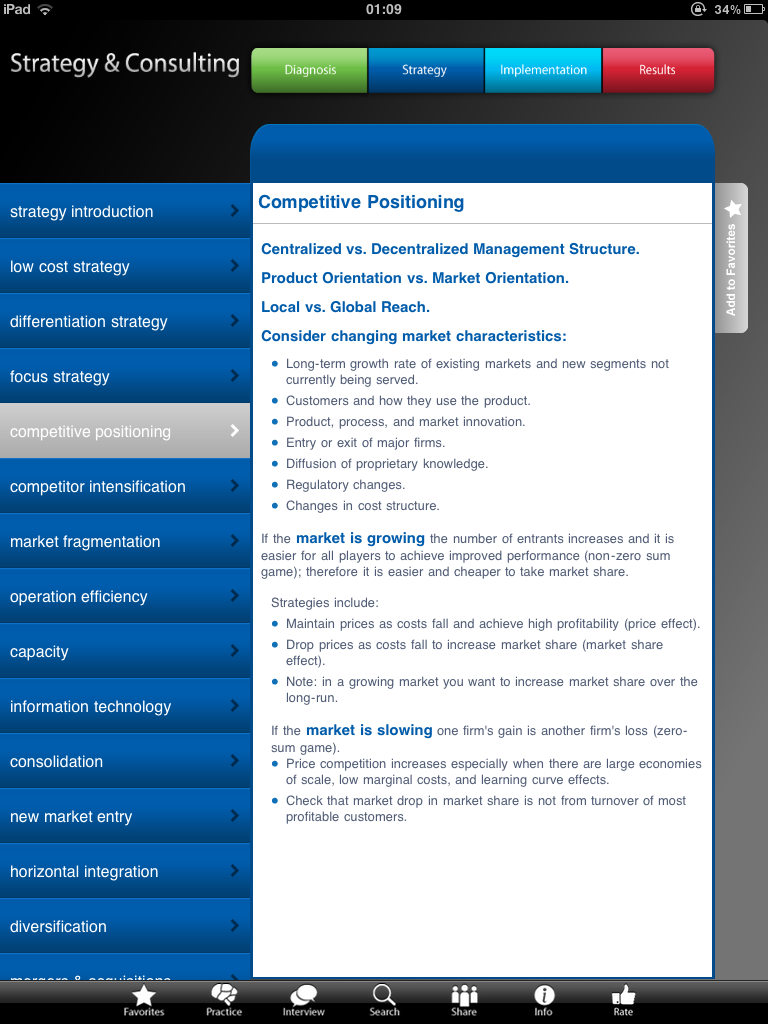 iPad
01:09
34%
Strategy & Consulting
Diagnosis
Strategy
Implementation
Results
strategy introduction
low cost strategy
differentiation strategy
focus strategy
competitive positioning
competitor intensification
market fragmentation
operation efficiency
capacity
information technology
consolidation
new market entry
horizontal integration
diversification
mergers & acquisitions
Competitive Positioning
Add to Favorites
Centralized vs. Decentralized Management Structure.
Product Orientation vs. Market Orientation.
Local vs. Global Reach.
Consider changing market characteristics:
Long-term growth rate of existing markets and new segments not
currently being served.
Customers and how they use the product.
Product, process, and market innovation.
Entry or exit of major firms.
Diffusion of proprietary knowledge.
Regulatory changes.
Changes in cost structure.
If the market is growing the number of entrants increases and it is
easier for all players to achieve improved performance (non-zero sum
game); therefore it is easier and cheaper to take market share.
Strategies include:
Maintain prices as costs fall and achieve high profitability (price effect).
Drop prices as costs fall to increase market share (market share
effect).
Note: in a growing market you want to increase market share over the
long-run.
If the market is slowing one firm's gain is another firm's loss (zero-
sum game).
Price competition increases especially when there are large economies
of scale, low marginal costs, and learning curve effects.
Check that market drop in market share is not from turnover of most
profitable customers.
Favorites
Practice
Interview
Search
Share
Info
Rate